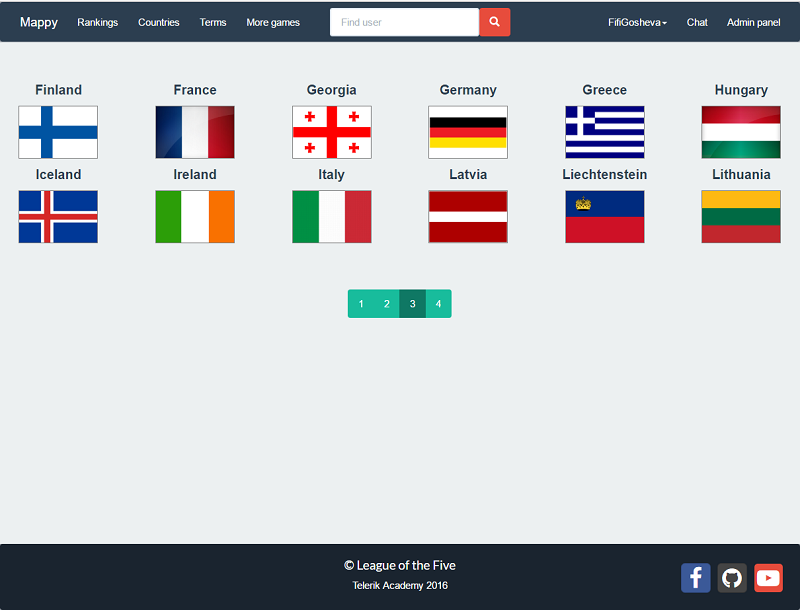 Mappy Rankings Countries Terms More games Find user FifiGosheva Chat Admin panel
Finland France Georgia Germany Greece Hungary
Iceland Ireland Italy Latvia Liechtenstein Lithuania
1 2 3 4
© League of the Five
Telerik Academy 2016